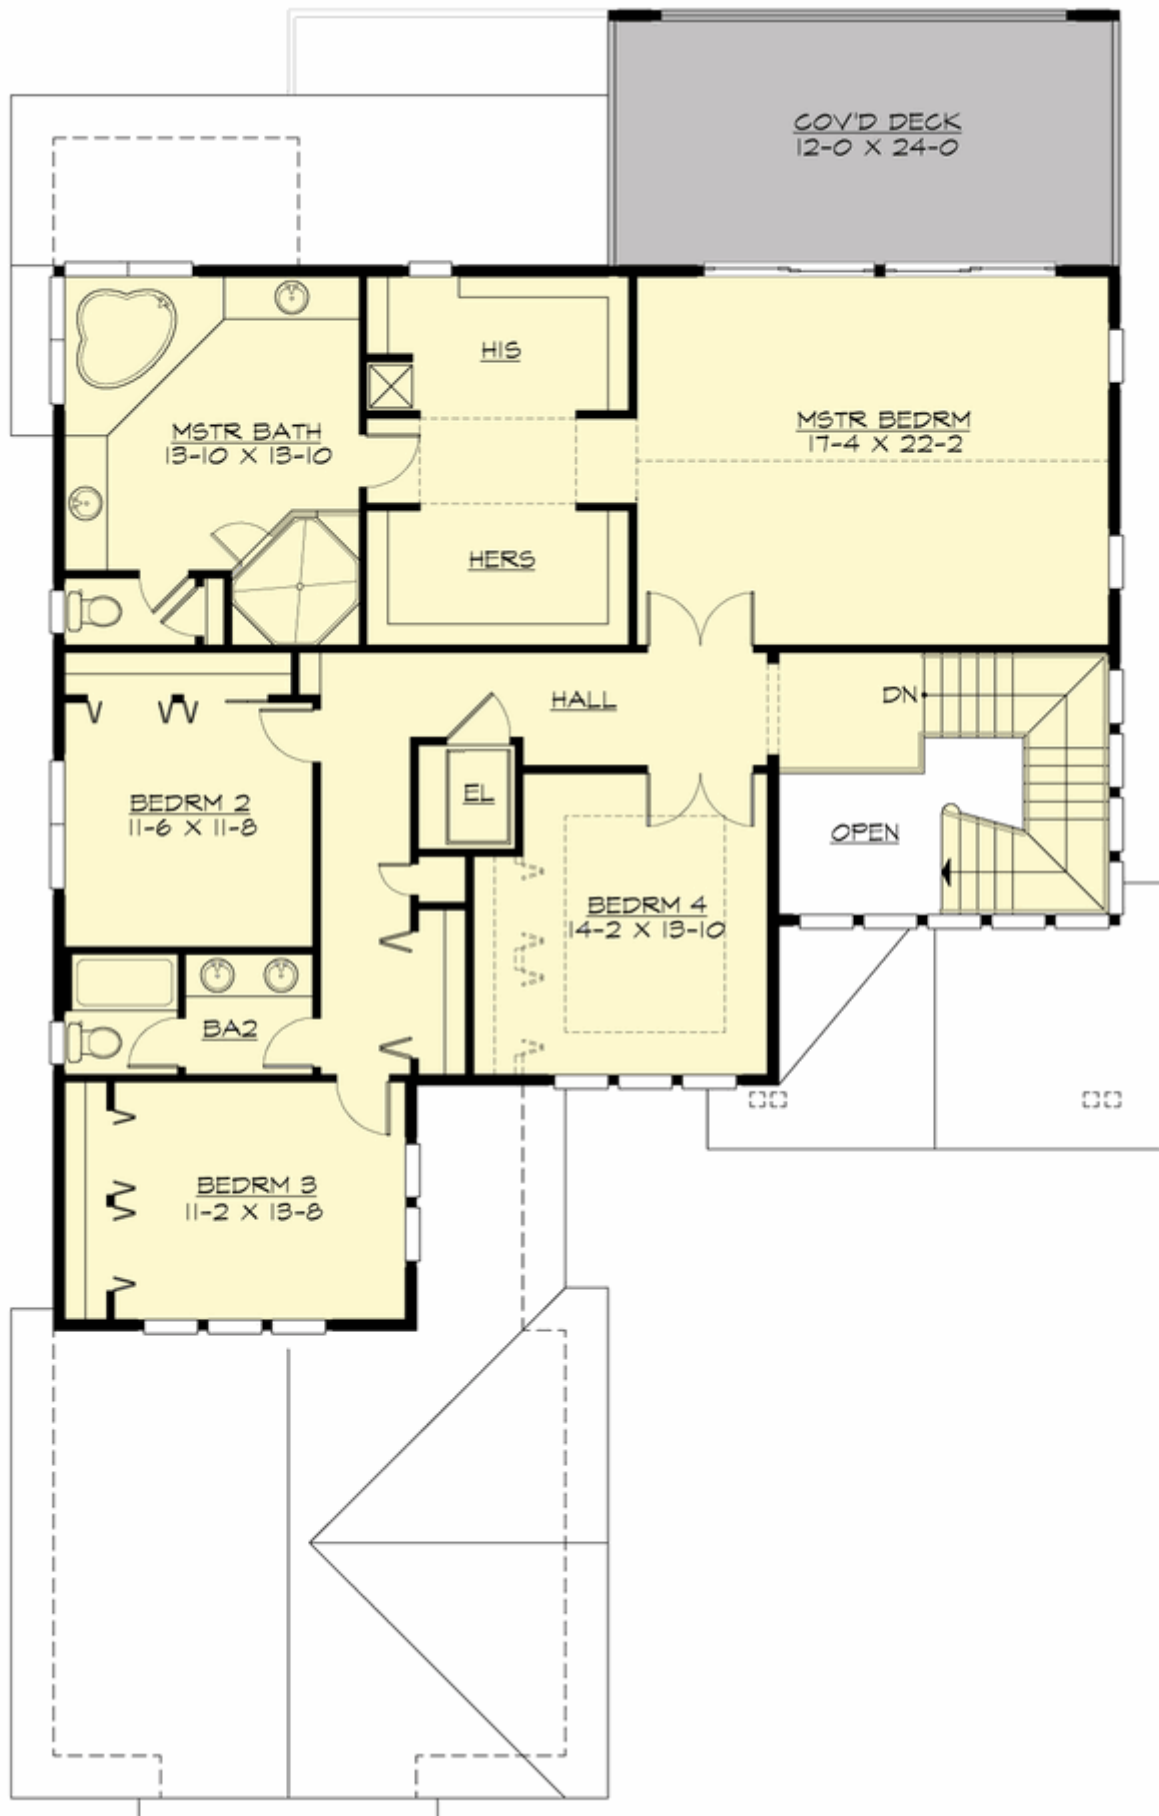 COV'D DECK
12-0 X 24-0
HIS
MSTR BATH
13-10 X 13-10
MSTR BEDRM
17-4 X 22-2
HERS
HALL
DN
EL
BEDRM 2
11-6 X 11-8
OPEN
BEDRM 4
14-2 X 13-10
BA2
BEDRM 3
11-2 X 13-8